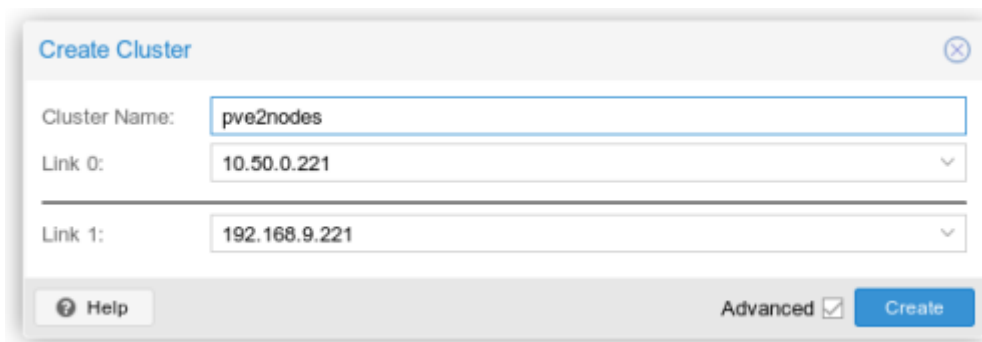 Create Cluster
Cluster Name: pve2nodes
Link 0: 10.50.0.221
Link 1: 192.168.9.221
Help Advanced Create